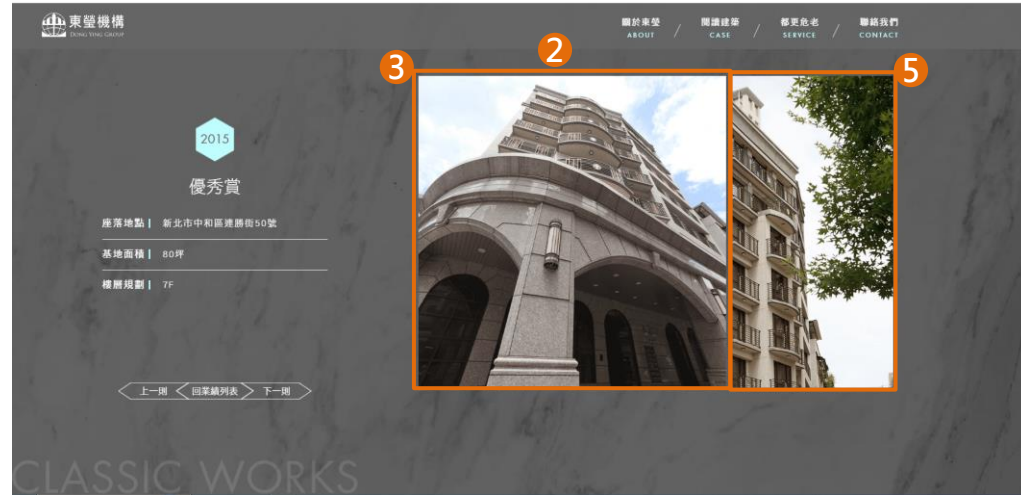 東瑩機構
DONG YING GROUP
關於東瑩
ABOUT
/
閱讀建築
CASE
/
都更危老
SERVICE
/
聯絡我們
CONTACT
3
2
5
2015
優秀賞
座落地點 | 新北市中和區連勝街50號
基地面積 | 80坪
樓層規劃 | 7F
上一則
回業績列表
下一則
CLASSIC WORKS